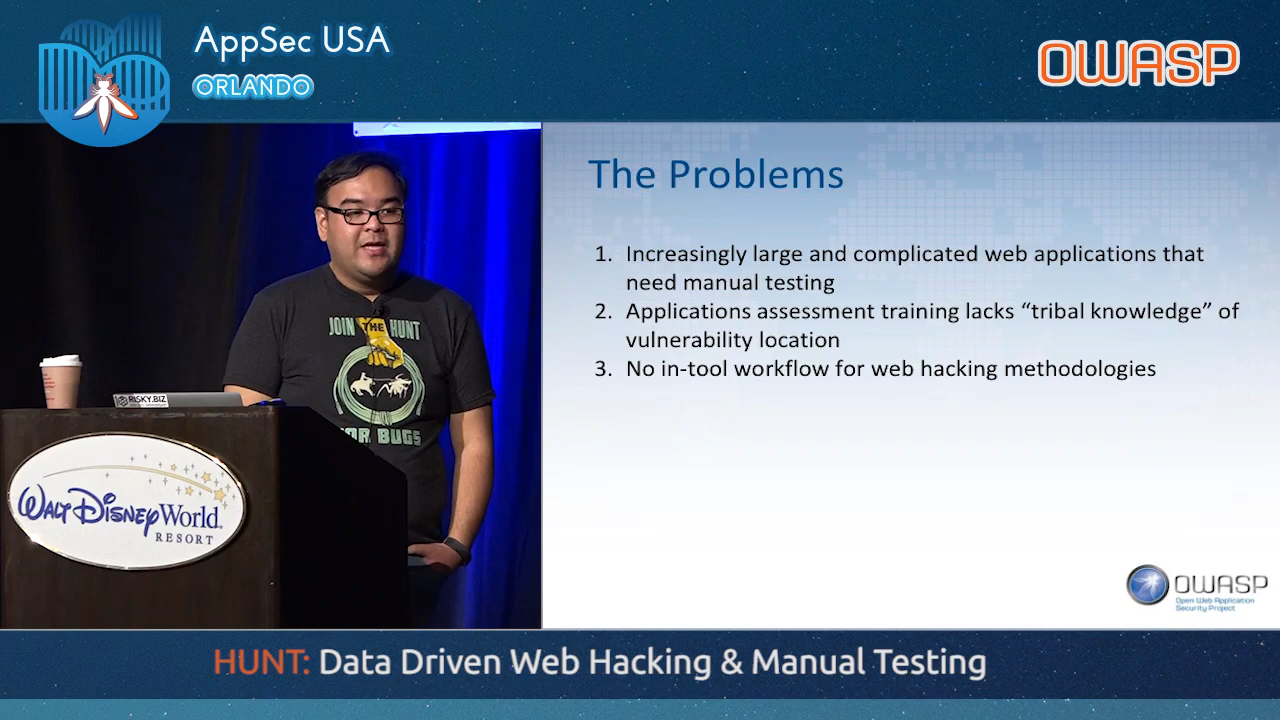 AppSec USA
ORLANDO
OWASP
The Problems
1. Increasingly large and complicated web applications that
need manual testing
2. Applications assessment training lacks “tribal knowledge” of
vulnerability location
3. No in-tool workflow for web hacking methodologies
JOIN THE HUNT
FOR BUGS
RISKY.BIZ
WALT DISNEY World
RESORT
OWASP
Open Web Application
Security Project
HUNT: Data Driven Web Hacking & Manual Testing